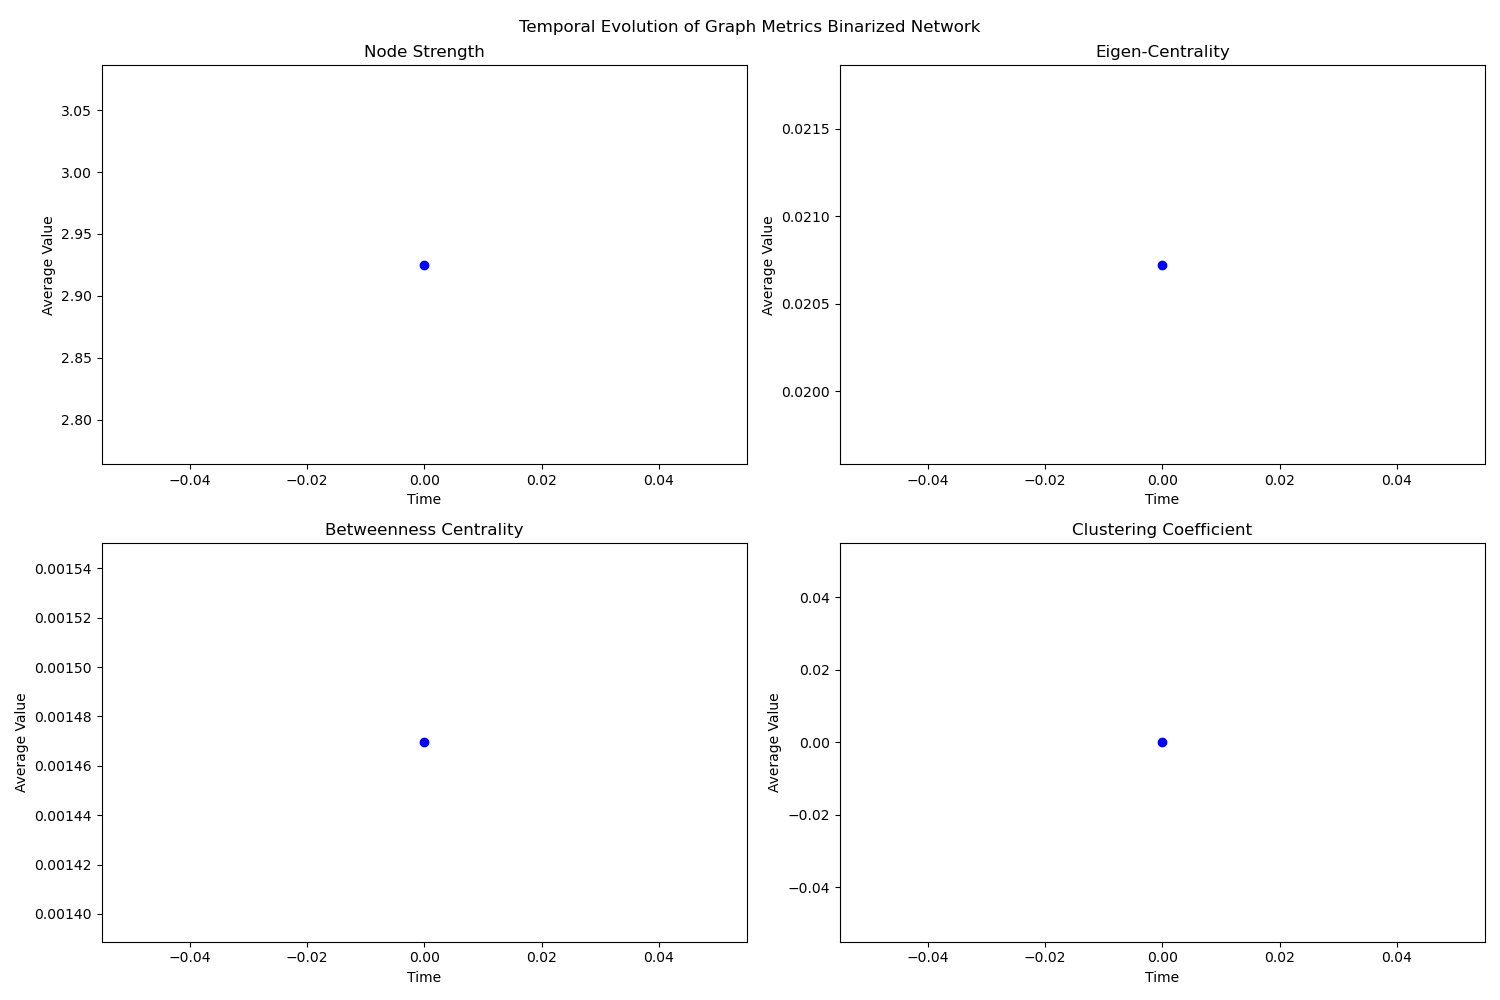 Temporal Evolution of Graph Metrics Binarized Network
Node Strength
3.05
3.00
2.95
2.90
2.85
2.80
Average Value
−0.04 −0.02 0.00 0.02 0.04
Time
Eigen-Centrality
0.0215
0.0210
0.0205
0.0200
Average Value
−0.04 −0.02 0.00 0.02 0.04
Time
Betweenness Centrality
0.00154
0.00152
0.00150
0.00148
0.00146
0.00144
0.00142
0.00140
Average Value
−0.04 −0.02 0.00 0.02 0.04
Time
Clustering Coefficient
0.04
0.02
0.00
−0.02
−0.04
Average Value
−0.04 −0.02 0.00 0.02 0.04
Time